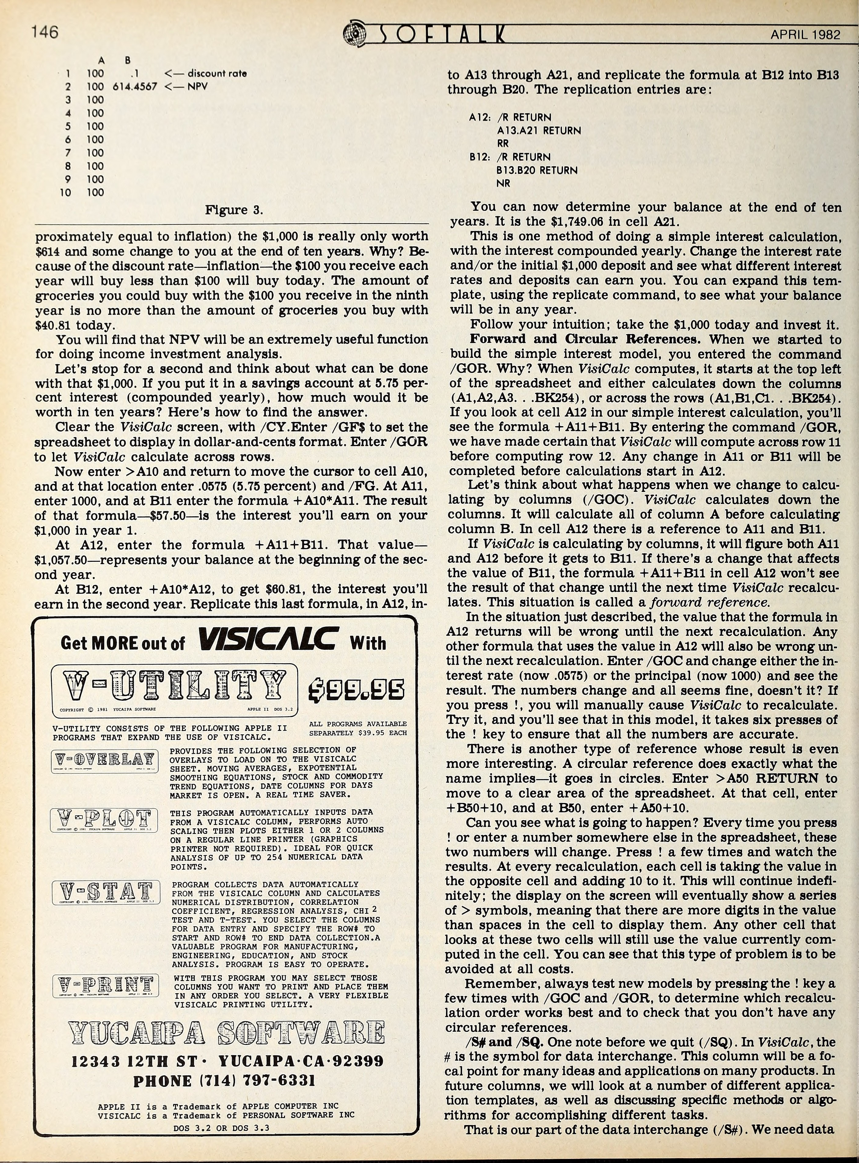 146
SOFTALK
APRIL 1982
A B
1 100 .1 <— discount rate
2 100 614.4567 <— NPV
3 100
4 100
5 100
6 100
7 100
8 100
9 100
10 100
Figure 3.
proximately equal to inflation) the $1,000 is really only worth
$614 and some change to you at the end of ten years. Why? Be-
cause of the discount rate—inflation—the $100 you receive each
year will buy less than $100 will buy today. The amount of
groceries you could buy with the $100 you receive in the ninth
year is no more than the amount of groceries you buy with
$40.81 today.
You will find that NPV will be an extremely useful function
for doing income investment analysis.
Let's stop for a second and think about what can be done
with that $1,000. If you put it in a savings account at 5.75 per-
cent interest (compounded yearly), how much would it be
worth in ten years? Here's how to find the answer.
Clear the VisiCalc screen, with /CY.Enter /GF$ to set the
spreadsheet to display in dollar-and-cents format. Enter /GOR
to let VisiCalc calculate across rows.
Now enter >A10 and return to move the cursor to cell A10,
and at that location enter .0575 (5.75 percent) and /FG. At A11,
enter 1000, and at B11 enter the formula +A10*A11. The result
of that formula—$57.50—is the interest you'll earn on your
$1,000 in year 1.
At A12, enter the formula +A11+B11. That value—
$1,057.50—represents your balance at the beginning of the sec-
ond year.
At B12, enter +A10*A12, to get $60.81, the interest you'll
earn in the second year. Replicate this last formula, in A12, in-
Get MORE out of VISICALC With
V-UTILITY
COPYRIGHT © 1981 YUCAIPA SOFTWARE APPLE II DOS 3.3
$99.95
V-UTILITY CONSISTS OF THE FOLLOWING APPLE II
PROGRAMS THAT EXPAND THE USE OF VISICALC.
ALL PROGRAMS AVAILABLE
SEPARATELY $39.95 EACH
V-OVERLAY
PROVIDES THE FOLLOWING SELECTION OF
OVERLAYS TO LOAD ON TO THE VISICALC
SHEET. MOVING AVERAGES, EXPOTENTIAL
SMOOTHING EQUATIONS, STOCK AND COMMODITY
TREND EQUATIONS, DATE COLUMNS FOR DAYS
MARKET IS OPEN. A REAL TIME SAVER.
V-PLOT
THIS PROGRAM AUTOMATICALLY INPUTS DATA
FROM A VISICALC COLUMN, PERFORMS AUTO
SCALING THEN PLOTS EITHER 1 OR 2 COLUMNS
ON A REGULAR LINE PRINTER (GRAPHICS
PRINTER NOT REQUIRED). IDEAL FOR QUICK
ANALYSIS OF UP TO 254 NUMERICAL DATA
POINTS.
V-STAT
PROGRAM COLLECTS DATA AUTOMATICALLY
FROM THE VISICALC COLUMN AND CALCULATES
NUMERICAL DISTRIBUTION, CORRELATION
COEFFICIENT, REGRESSION ANALYSIS, CHI 2
TEST AND T-TEST. YOU SELECT THE COLUMNS
FOR DATA ENTRY AND SPECIFY THE ROW# TO
START AND ROW# TO END DATA COLLECTION.A
VALUABLE PROGRAM FOR MANUFACTURING,
ENGINEERING, EDUCATION, AND STOCK
ANALYSIS. PROGRAM IS EASY TO OPERATE.
V-PRINT
WITH THIS PROGRAM YOU MAY SELECT THOSE
COLUMNS YOU WANT TO PRINT AND PLACE THEM
IN ANY ORDER YOU SELECT. A VERY FLEXIBLE
VISICALC PRINTING UTILITY.
YUCAIPA SOFTWARE
12343 12TH ST· YUCAIPA·CA·92399
PHONE (714) 797-6331
APPLE II is a Trademark of APPLE COMPUTER INC
VISICALC is a Trademark of PERSONAL SOFTWARE INC
DOS 3.2 OR DOS 3.3
to A13 through A21, and replicate the formula at B12 into B13
through B20. The replication entries are:
A12: /R RETURN
A13.A21 RETURN
RR
B12: /R RETURN
B13.B20 RETURN
NR
You can now determine your balance at the end of ten
years. It is the $1,749.06 in cell A21.
This is one method of doing a simple interest calculation,
with the interest compounded yearly. Change the interest rate
and/or the initial $1,000 deposit and see what different interest
rates and deposits can earn you. You can expand this tem-
plate, using the replicate command, to see what your balance
will be in any year.
Follow your intuition; take the $1,000 today and invest it.
Forward and Circular References. When we started to
build the simple interest model, you entered the command
/GOR. Why? When VisiCalc computes, it starts at the top left
of the spreadsheet and either calculates down the columns
(A1,A2,A3. . .BK254), or across the rows (A1,B1,C1. . .BK254).
If you look at cell A12 in our simple interest calculation, you'll
see the formula +A11+B11. By entering the command /GOR,
we have made certain that VisiCalc will compute across row 11
before computing row 12. Any change in A11 or B11 will be
completed before calculations start in A12.
Let's think about what happens when we change to calcu-
lating by columns (/GOC). VisiCalc calculates down the
columns. It will calculate all of column A before calculating
column B. In cell A12 there is a reference to A11 and B11.
If VisiCalc is calculating by columns, it will figure both A11
and A12 before it gets to B11. If there's a change that affects
the value of B11, the formula +A11+B11 in cell A12 won't see
the result of that change until the next time VisiCalc recalcu-
lates. This situation is called a forward reference.
In the situation just described, the value that the formula in
A12 returns will be wrong until the next recalculation. Any
other formula that uses the value in A12 will also be wrong un-
til the next recalculation. Enter /GOC and change either the in-
terest rate (now .0575) or the principal (now 1000) and see the
result. The numbers change and all seems fine, doesn't it? If
you press !, you will manually cause VisiCalc to recalculate.
Try it, and you'll see that in this model, it takes six presses of
the ! key to ensure that all the numbers are accurate.
There is another type of reference whose result is even
more interesting. A circular reference does exactly what the
name implies—it goes in circles. Enter >A50 RETURN to
move to a clear area of the spreadsheet. At that cell, enter
+B50+10, and at B50, enter +A50+10.
Can you see what is going to happen? Every time you press
! or enter a number somewhere else in the spreadsheet, these
two numbers will change. Press ! a few times and watch the
results. At every recalculation, each cell is taking the value in
the opposite cell and adding 10 to it. This will continue indefi-
nitely; the display on the screen will eventually show a series
of > symbols, meaning that there are more digits in the value
than spaces in the cell to display them. Any other cell that
looks at these two cells will still use the value currently com-
puted in the cell. You can see that this type of problem is to be
avoided at all costs.
Remember, always test new models by pressing the ! key a
few times with /GOC and /GOR, to determine which recalcu-
lation order works best and to check that you don't have any
circular references.
/S# and /SQ. One note before we quit (/SQ). In VisiCalc, the
# is the symbol for data interchange. This column will be a fo-
cal point for many ideas and applications on many products. In
future columns, we will look at a number of different applica-
tion templates, as well as discussing specific methods or algo-
rithms for accomplishing different tasks.
That is our part of the data interchange (/S#). We need data